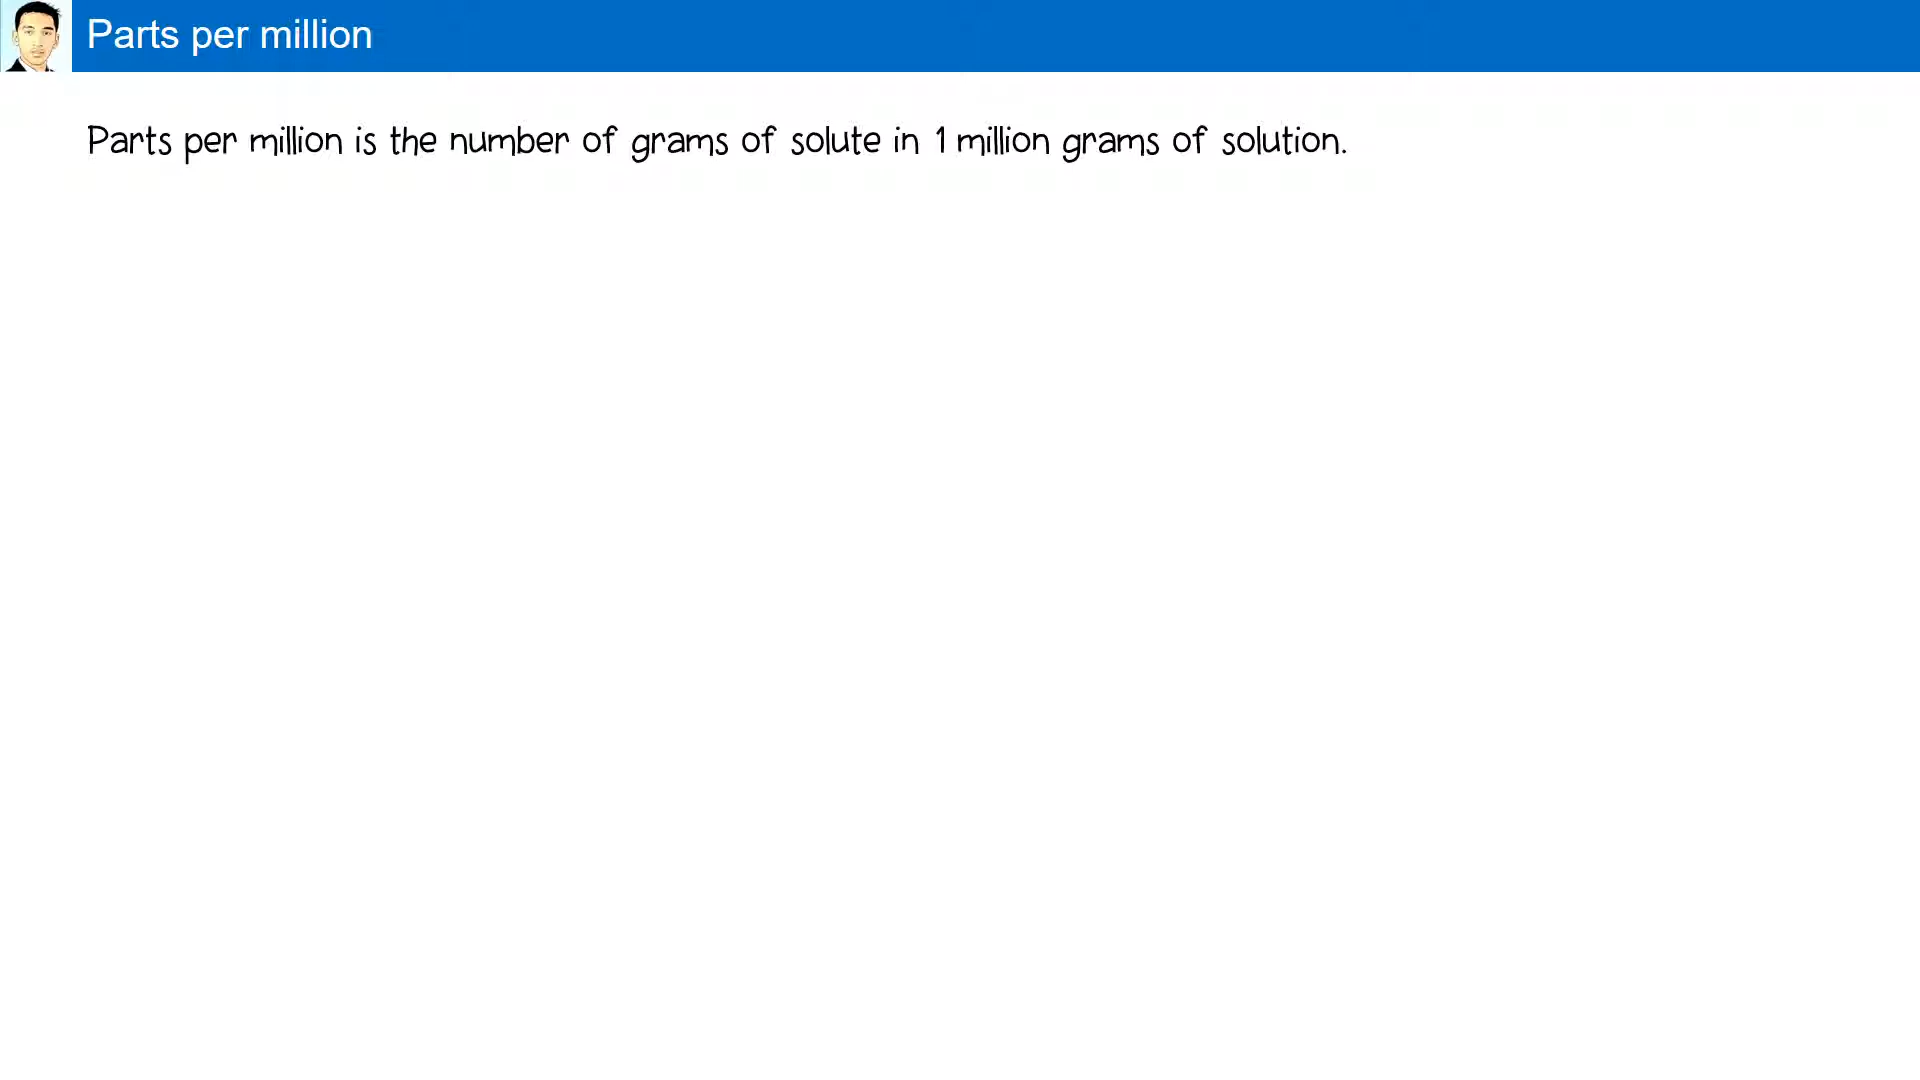 Parts per million
Parts per million is the number of grams of solute in 1 million grams of solution.